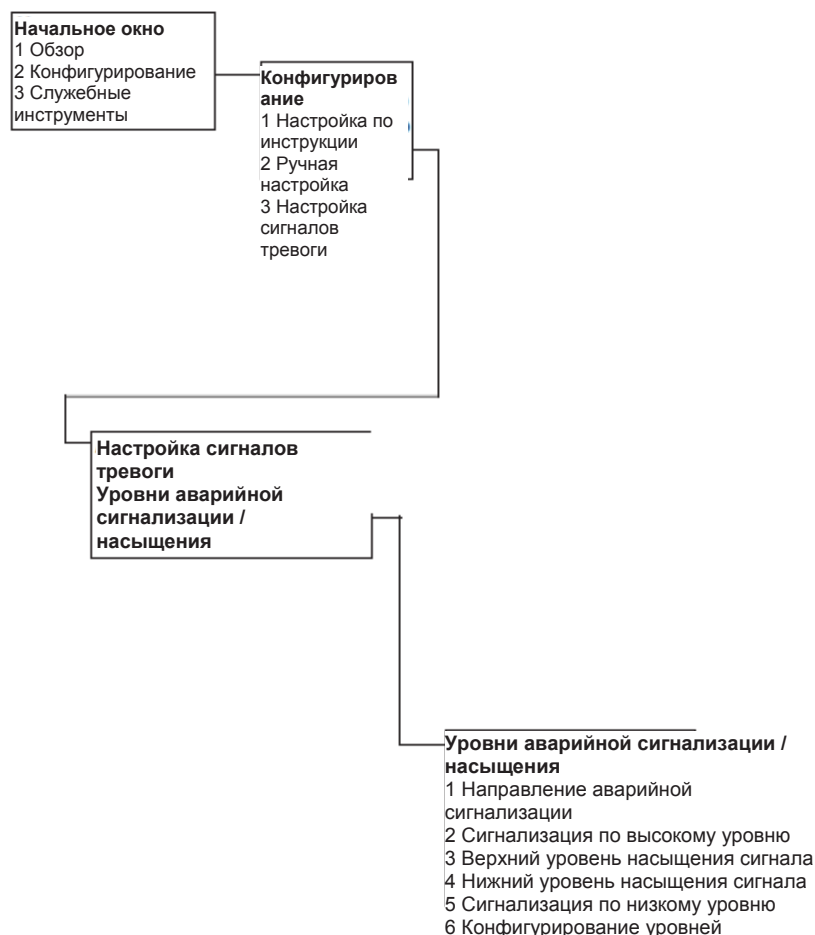 Начальное окно
1 Обзор
2 Конфигурирование
3 Служебные
инструменты
Конфигуриров
ание
1 Настройка по
инструкции
2 Ручная
настройка
3 Настройка
сигналов
тревоги
Настройка сигналов
тревоги
Уровни аварийной
сигнализации /
насыщения
Уровни аварийной сигнализации /
насыщения
1 Направление аварийной
сигнализации
2 Сигнализация по высокому уровню
3 Верхний уровень насыщения сигнала
4 Нижний уровень насыщения сигнала
5 Сигнализация по низкому уровню
6 Конфигурирование уровней